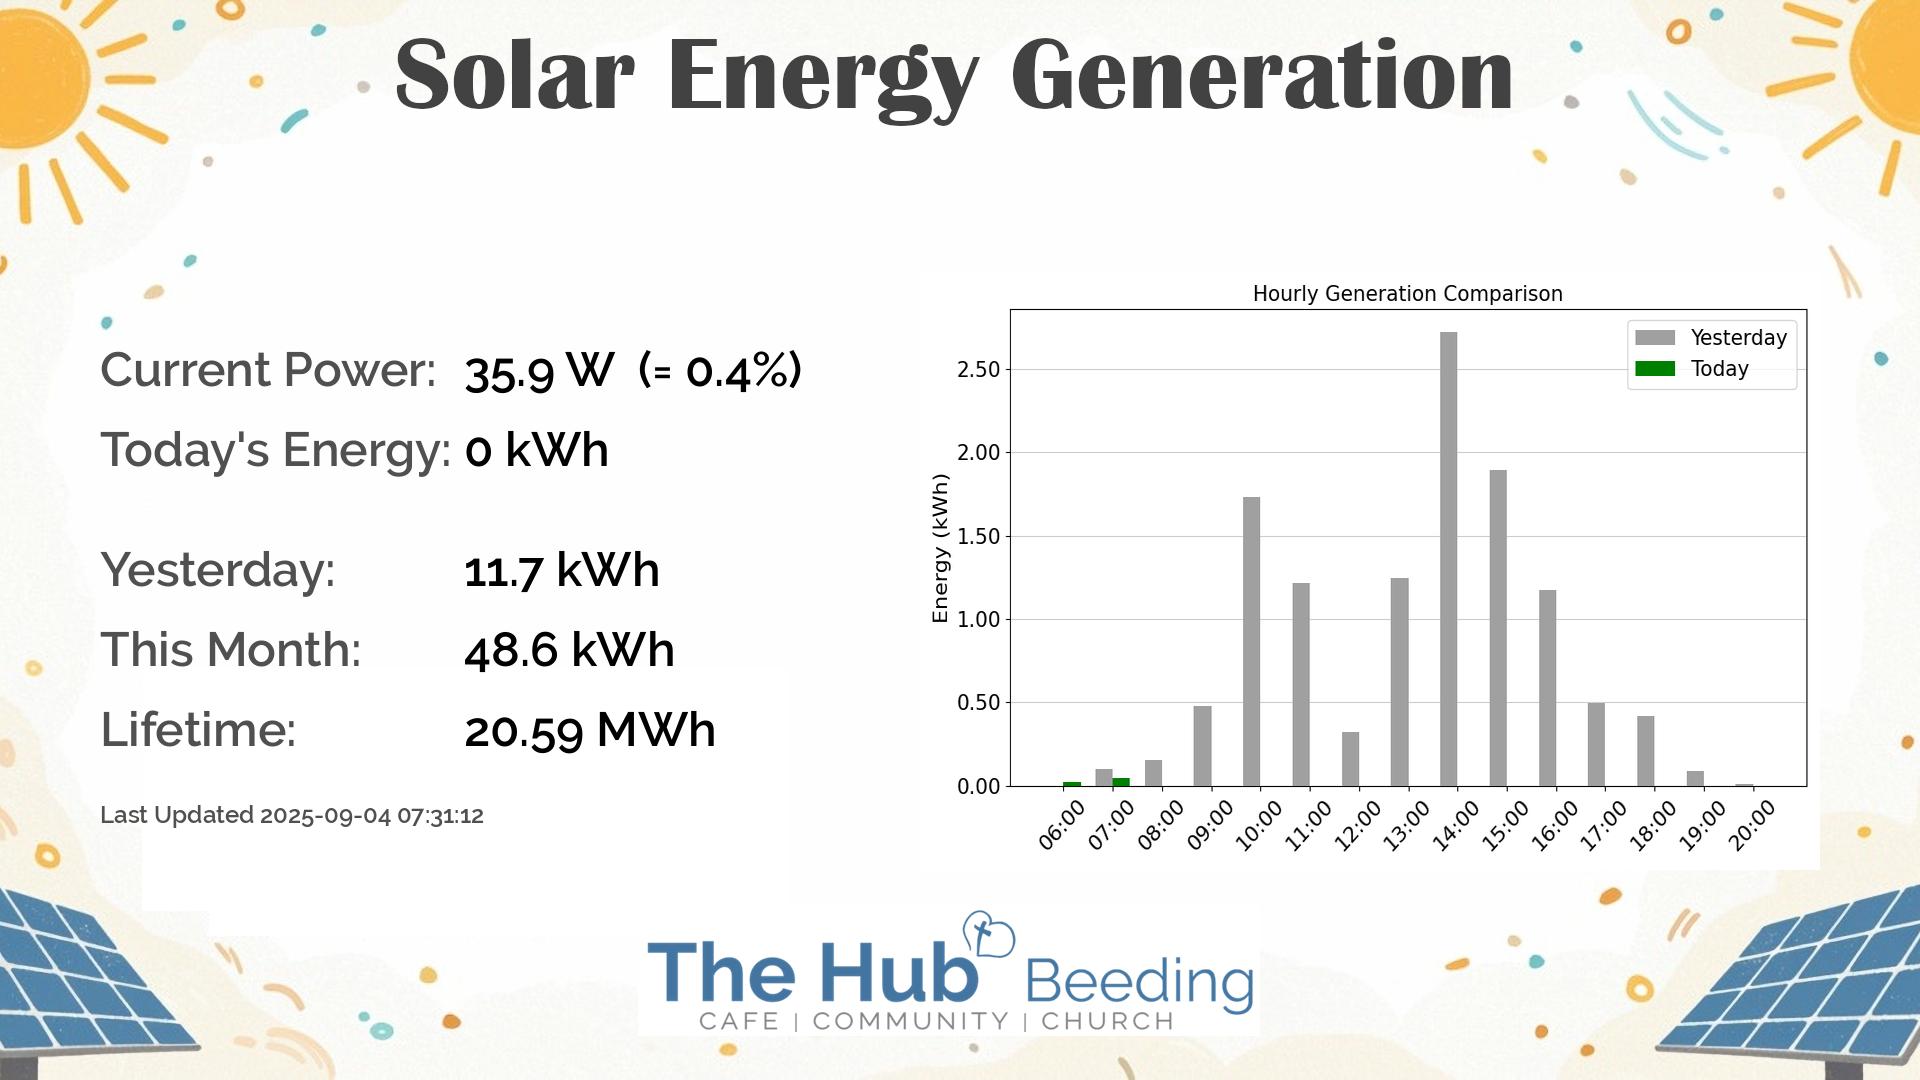 Solar Energy Generation
Current Power: 35.9 W (= 0.4%)
Today's Energy: 0 kWh
Yesterday: 11.7 kWh
This Month: 48.6 kWh
Lifetime: 20.59 MWh
Last Updated 2025-09-04 07:31:12
Hourly Generation Comparison
Yesterday
Today
Energy (kWh)
2.50
2.00
1.50
1.00
0.50
0.00
06:00 07:00 08:00 09:00 10:00 11:00 12:00 13:00 14:00 15:00 16:00 17:00 18:00 19:00 20:00
The Hub Beeding
CAFE | COMMUNITY | CHURCH